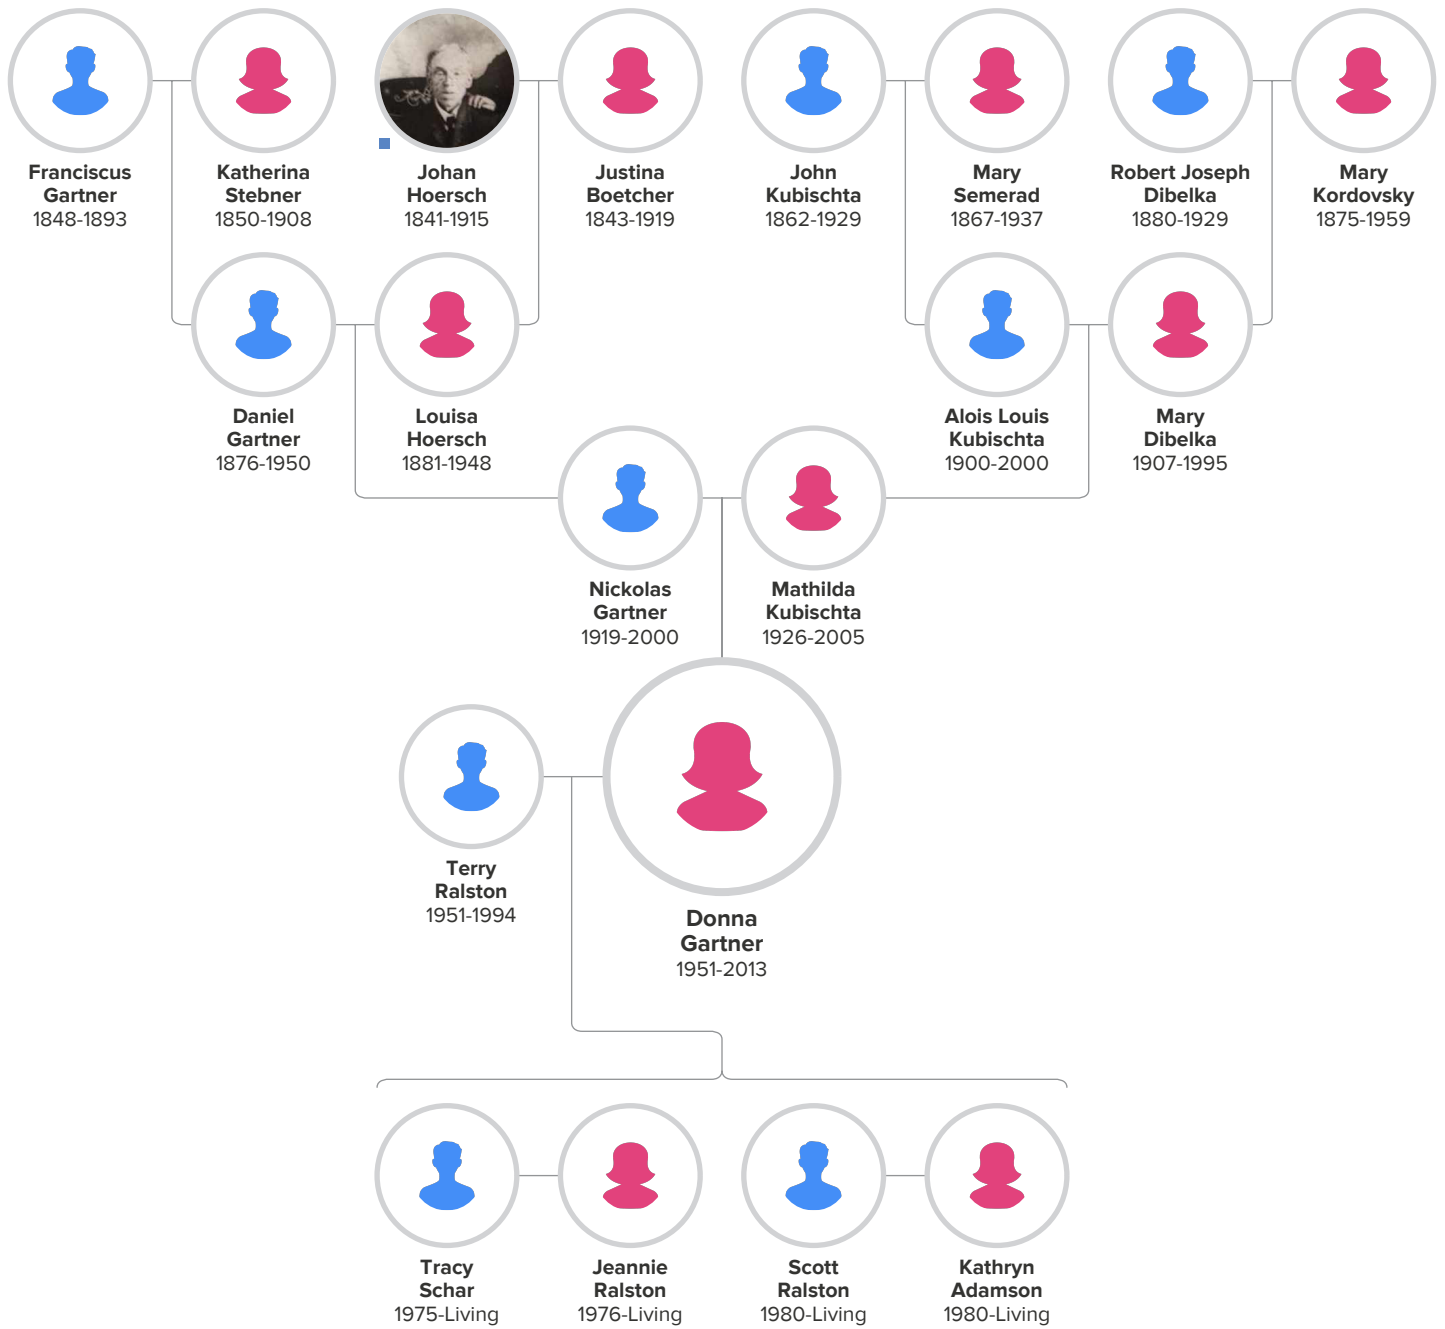 Franciscus
Gartner
1848-1893
Katherina
Stebner
1850-1908
Johan
Hoersch
1841-1915
Justina
Boetcher
1843-1919
John
Kubischta
1862-1929
Mary
Semerad
1867-1937
Robert Joseph
Dibelka
1880-1929
Mary
Kordovsky
1875-1959
Daniel
Gartner
1876-1950
Louisa
Hoersch
1881-1948
Alois Louis
Kubischta
1900-2000
Mary
Dibelka
1907-1995
Nickolas
Gartner
1919-2000
Mathilda
Kubischta
1926-2005
Terry
Ralston
1951-1994
Donna
Gartner
1951-2013
Tracy
Schar
1975-Living
Jeannie
Ralston
1976-Living
Scott
Ralston
1980-Living
Kathryn
Adamson
1980-Living